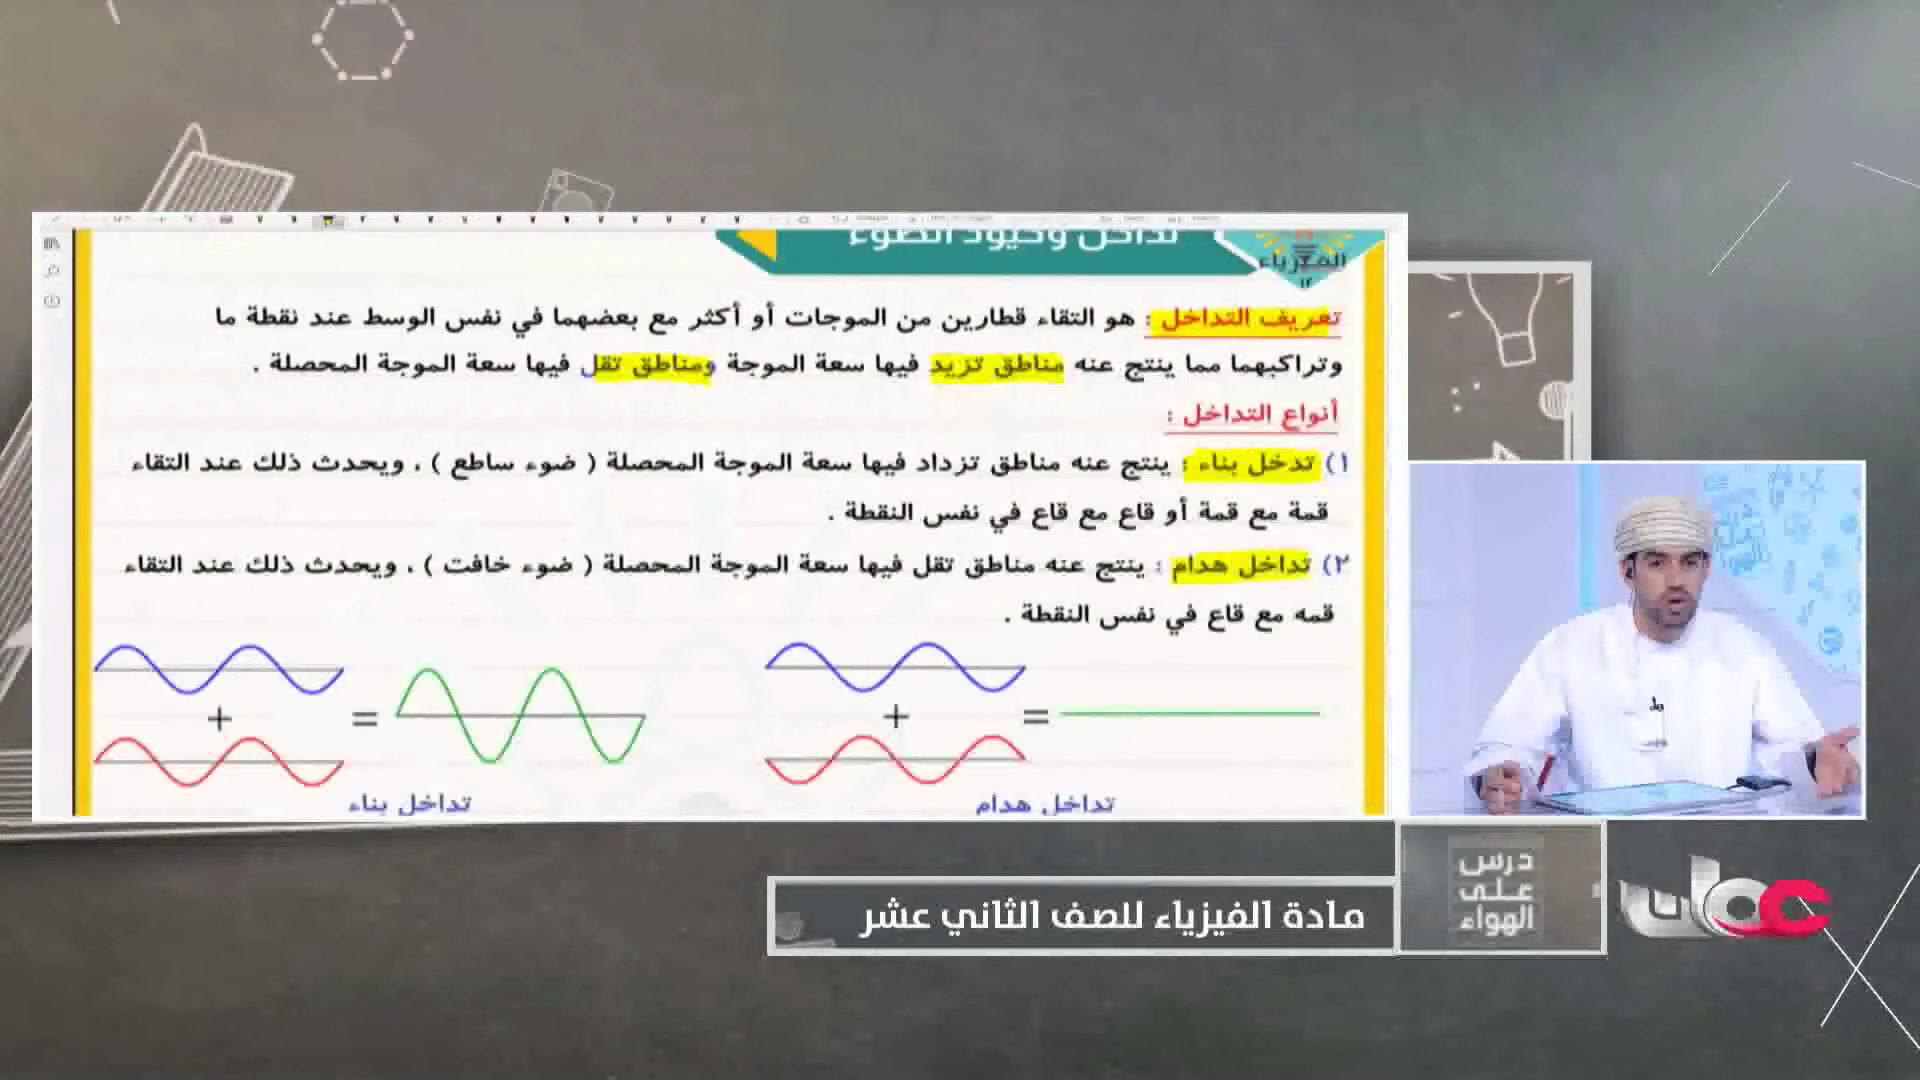 تداخل وحيود الضوء
الفيزياء
١٢
تعريف التداخل : هو التقاء قطارين من الموجات أو أكثر مع بعضهما في نفس الوسط عند نقطة ما
وتراكبهما مما ينتج عنه مناطق تزيد فيها سعة الموجة ومناطق تقل فيها سعة الموجة المحصلة .
أنواع التداخل :
١) تدخل بناء : ينتج عنه مناطق تزداد فيها سعة الموجة المحصلة ( ضوء ساطع ) ، ويحدث ذلك عند التقاء
قمة مع قمة أو قاع مع قاع في نفس النقطة .
٢) تداخل هدام : ينتج عنه مناطق تقل فيها سعة الموجة المحصلة ( ضوء خافت ) ، ويحدث ذلك عند التقاء
قمه مع قاع في نفس النقطة .
+ =
+ =
تداخل هدام
تداخل بناء
درس
على
الهواء
مادة الفيزياء للصف الثاني عشر